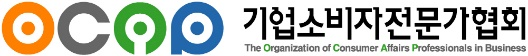 ocap 기업소비자전문가협회
The Organization of Consumer Affairs Professionals in Business